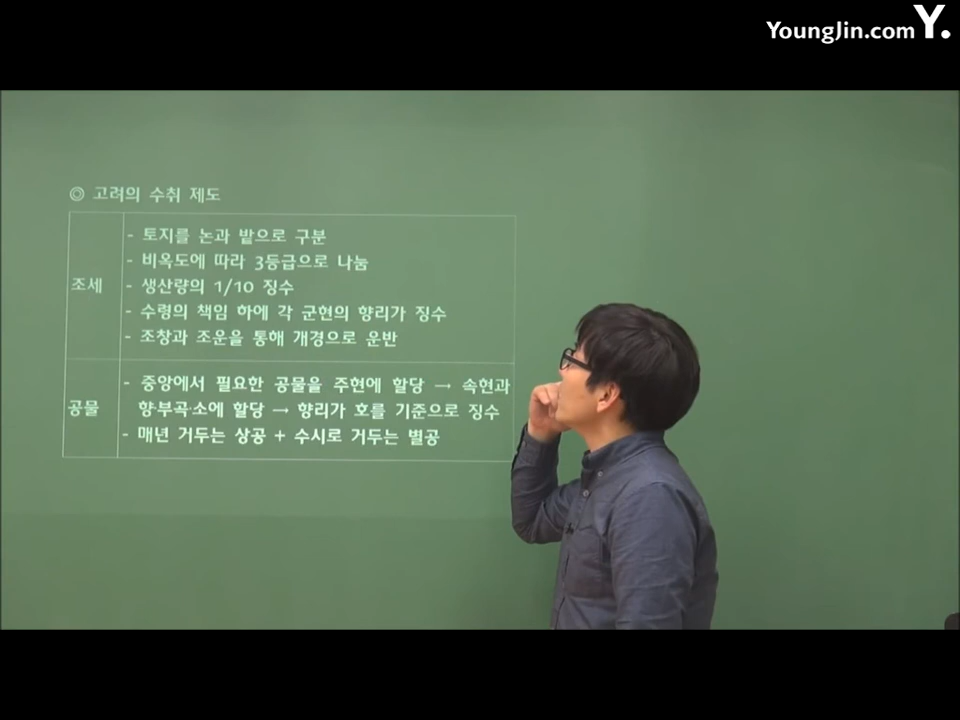 YoungJin.com Y.
◎ 고려의 수취 제도
조세
- 토지를 논과 밭으로 구분
- 비옥도에 따라 3등급으로 나눔
- 생산량의 1/10 징수
- 수령의 책임 하에 각 군현의 향리가 징수
- 조창과 조운을 통해 개경으로 운반
공물
- 중앙에서 필요한 공물을 주현에 할당 → 속현과
향·부곡·소에 할당 → 향리가 호를 기준으로 징수
- 매년 거두는 상공 + 수시로 거두는 별공